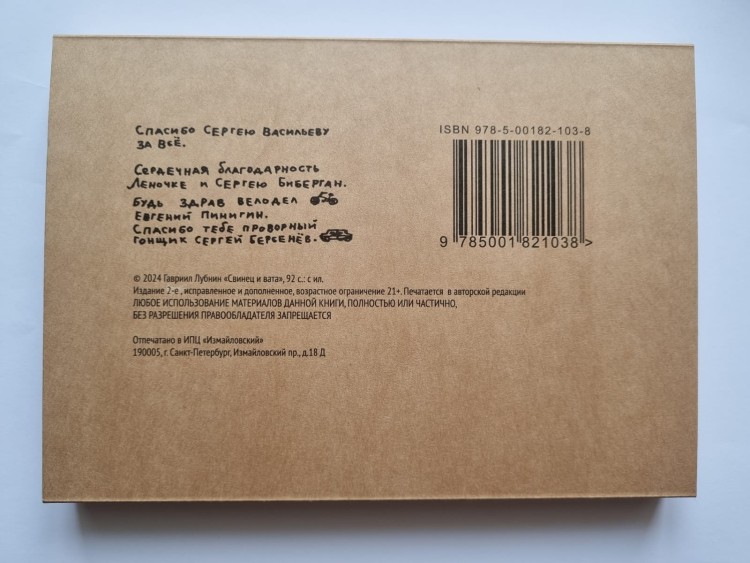 Спасибо Сергею Васильеву
за всё.
Сердечная благодарность
Леночке и Сергею Биберган.
Будь здрав велодел
Евгений Пинигин.
Спасибо тебе проворный
гонщик Сергей Берсенёв.
ISBN 978-5-00182-103-8
9 785001 821038 >
© 2024 Гавриил Лубнин «Свинец и вата», 92 с.: с ил.
Издание 2-е , исправленное и дополненное, возрастное ограничение 21+. Печатается в авторской редакции
ЛЮБОЕ ИСПОЛЬЗОВАНИЕ МАТЕРИАЛОВ ДАННОЙ КНИГИ, ПОЛНОСТЬЮ ИЛИ ЧАСТИЧНО,
БЕЗ РАЗРЕШЕНИЯ ПРАВООБЛАДАТЕЛЯ ЗАПРЕЩАЕТСЯ
Отпечатано в ИПЦ «Измайловский»
190005, г. Санкт-Петербург, Измайловский пр., д.18 Д